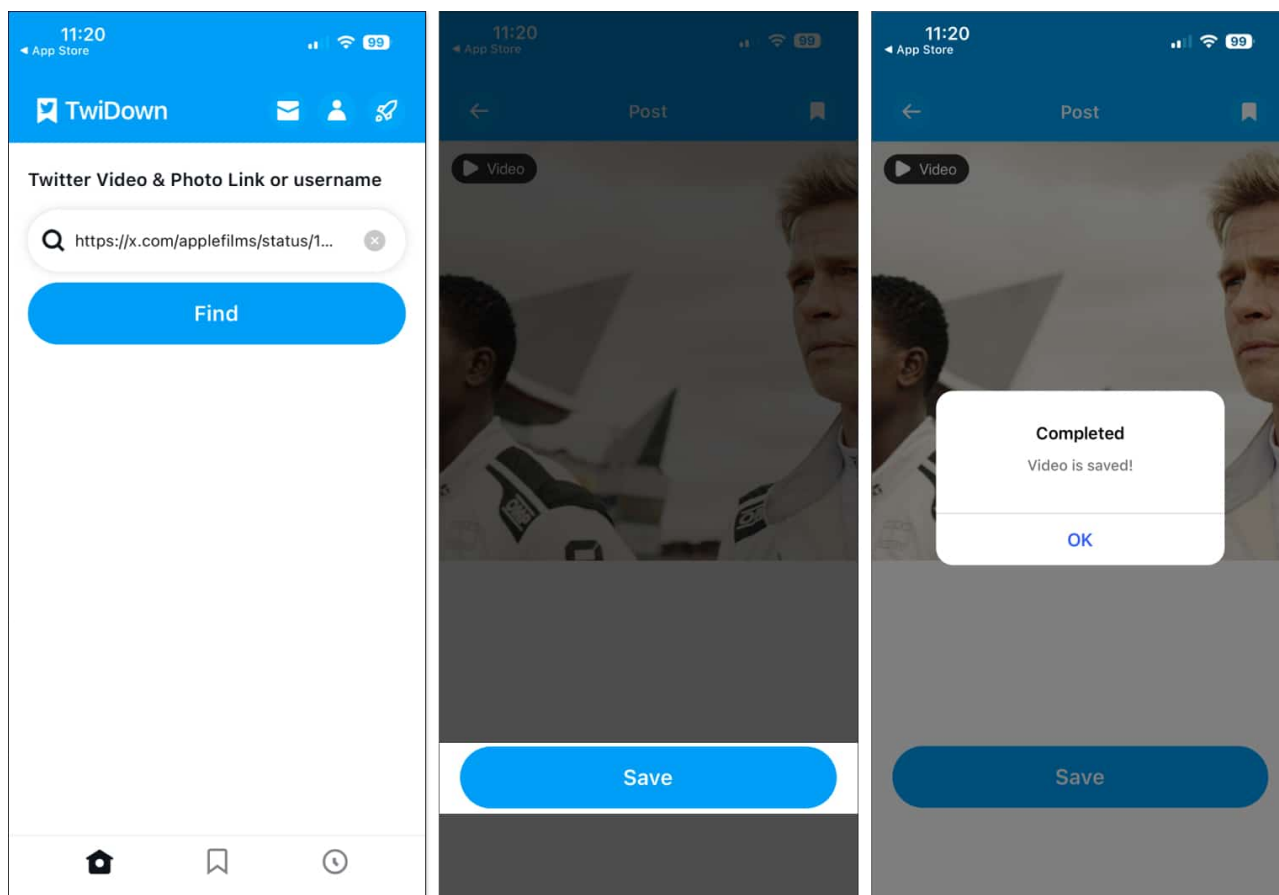 11:20
◀ App Store
99
TwiDown
Twitter Video & Photo Link or username
https://x.com/applefilms/status/1...
Find
11:20
◀ App Store
99
Post
Video
OMP
Save
11:20
◀ App Store
99
Post
Video
Completed
Video is saved!
OK
Save